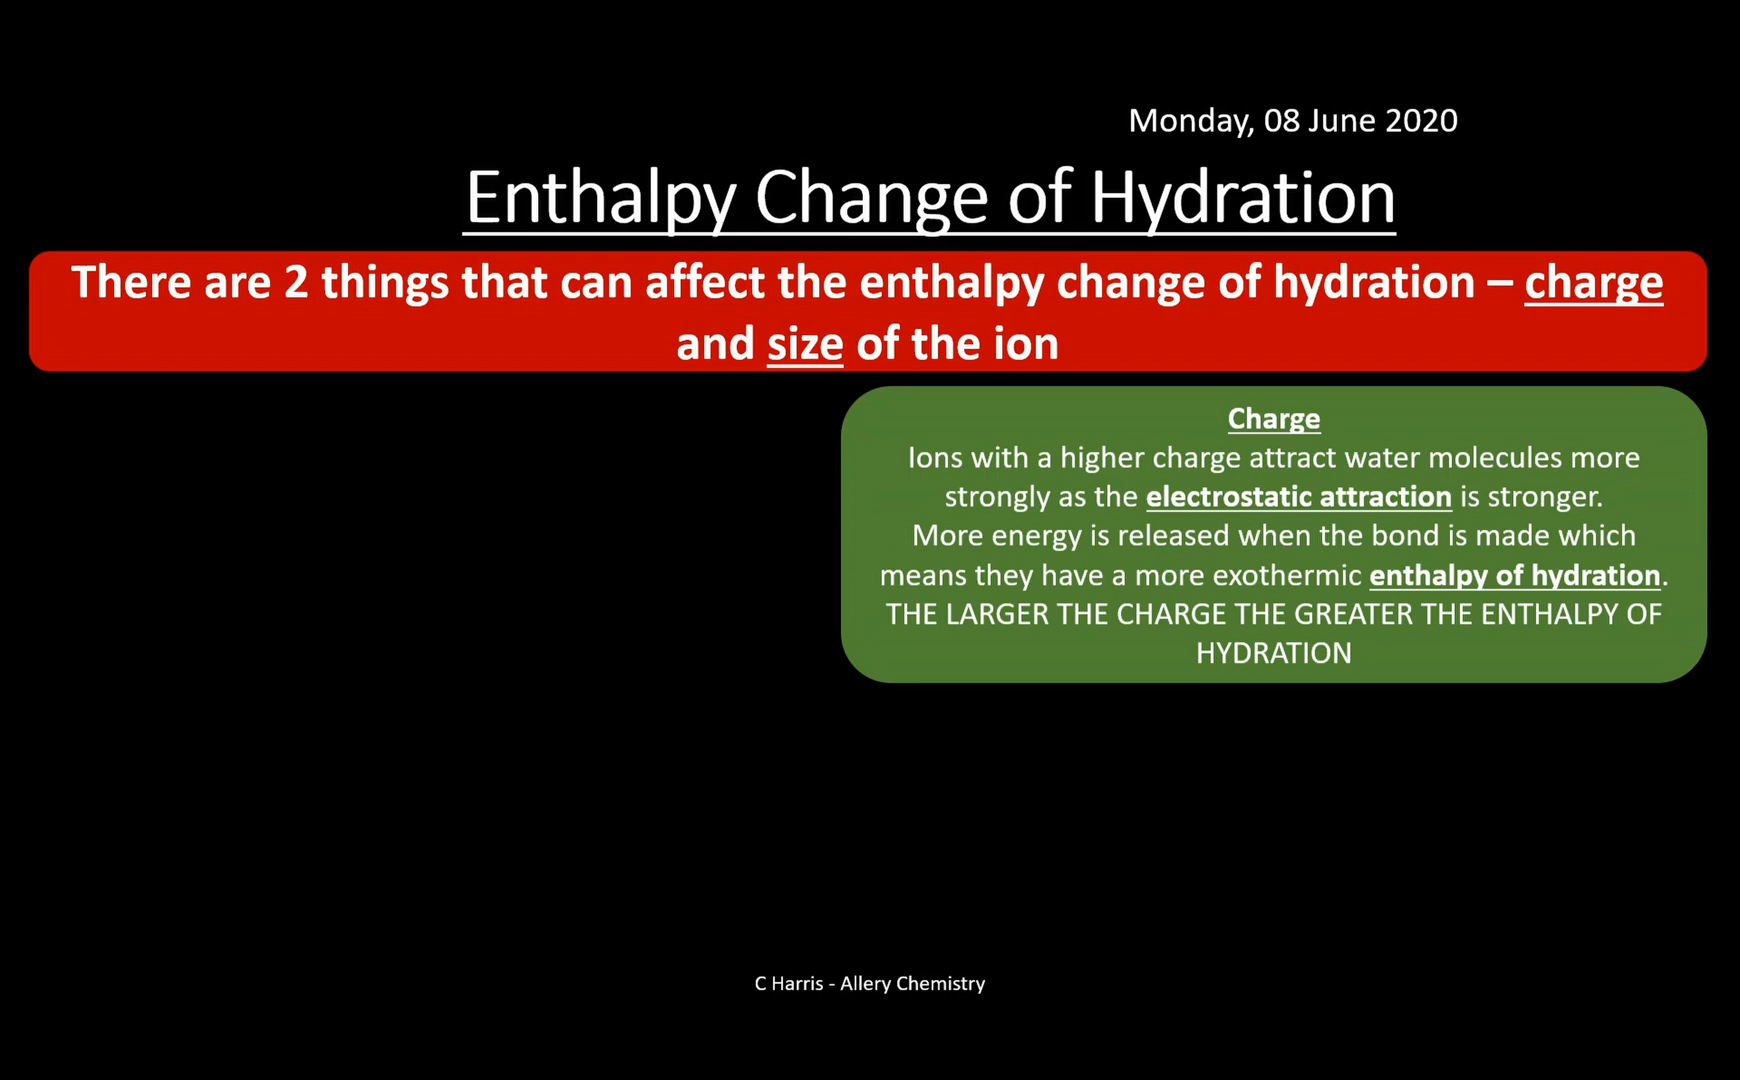 Monday, 08 June 2020
Enthalpy Change of Hydration
There are 2 things that can affect the enthalpy change of hydration – charge
and size of the ion
Charge
Ions with a higher charge attract water molecules more
strongly as the electrostatic attraction is stronger.
More energy is released when the bond is made which
means they have a more exothermic enthalpy of hydration.
THE LARGER THE CHARGE THE GREATER THE ENTHALPY OF
HYDRATION
C Harris - Allery Chemistry